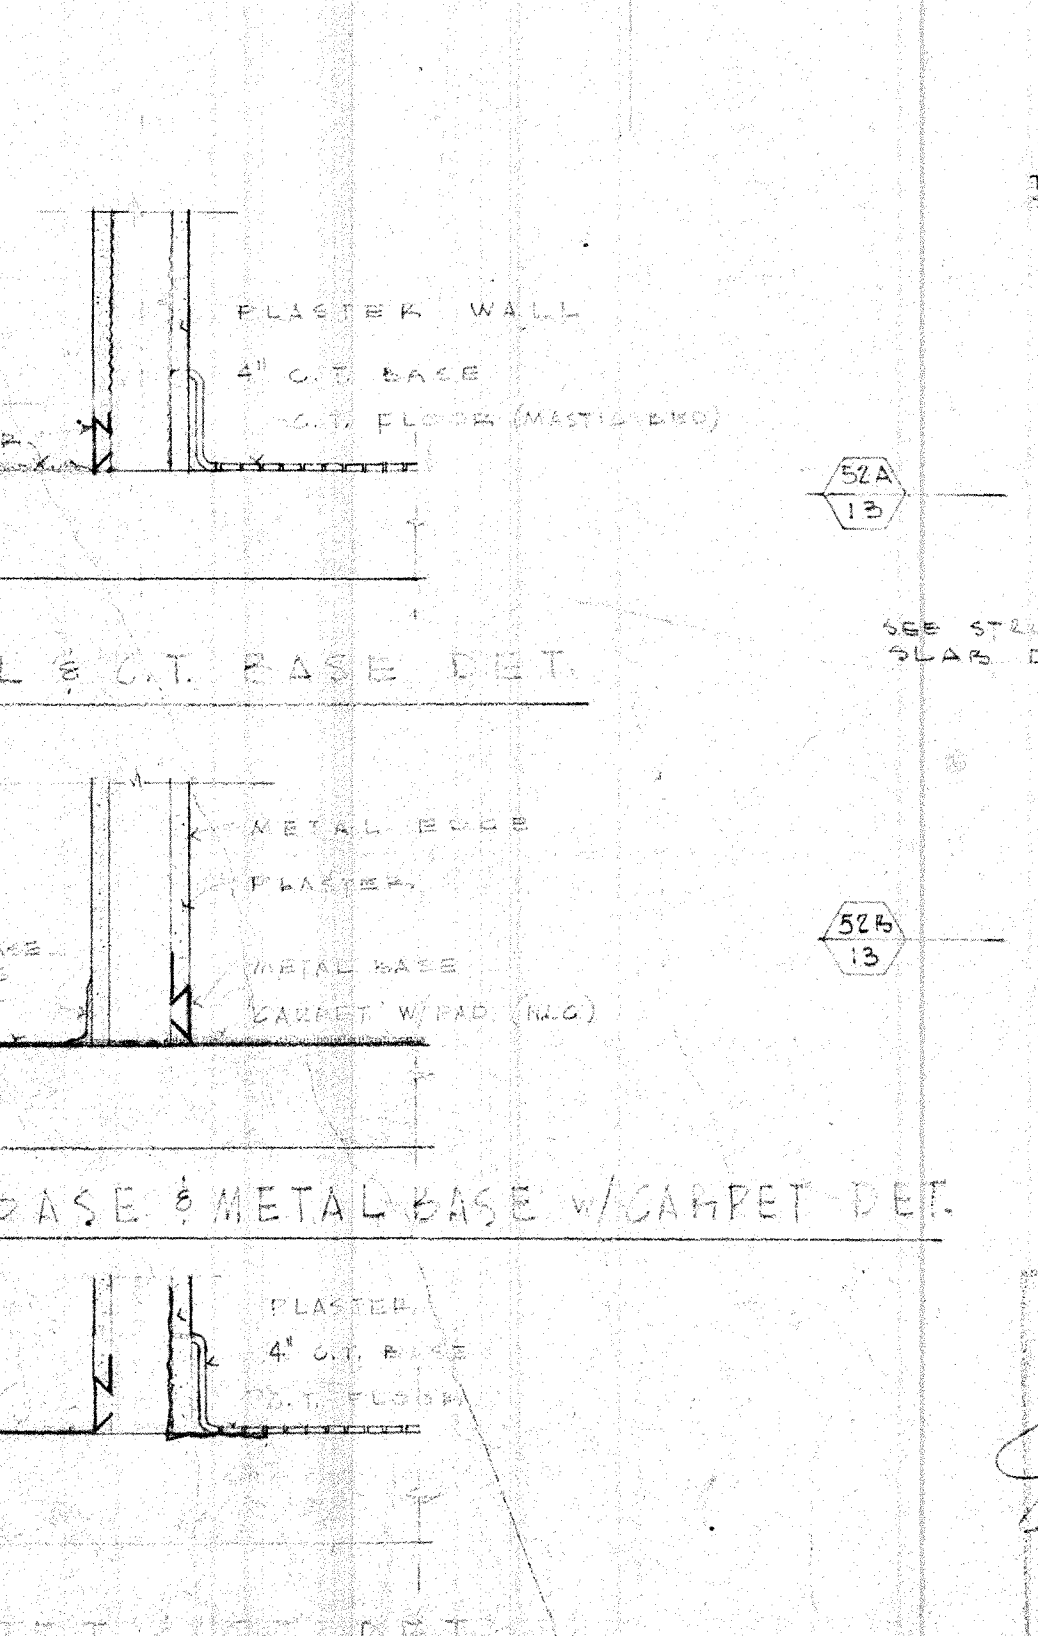 PLASTER WALL
4" C.T. BASE
C.T. FLOOR (MASTIC BND)
52A
13
SEE
SLAB
L & C.T. BASE DET.
METAL EDGE
PLASTER
52B
13
METAL BASE
CARPET W/PAD
BASE & METAL BASE W/CARPET DET.
PLASTER
4" C.T. BASE
C.T. FLOOR
DET.